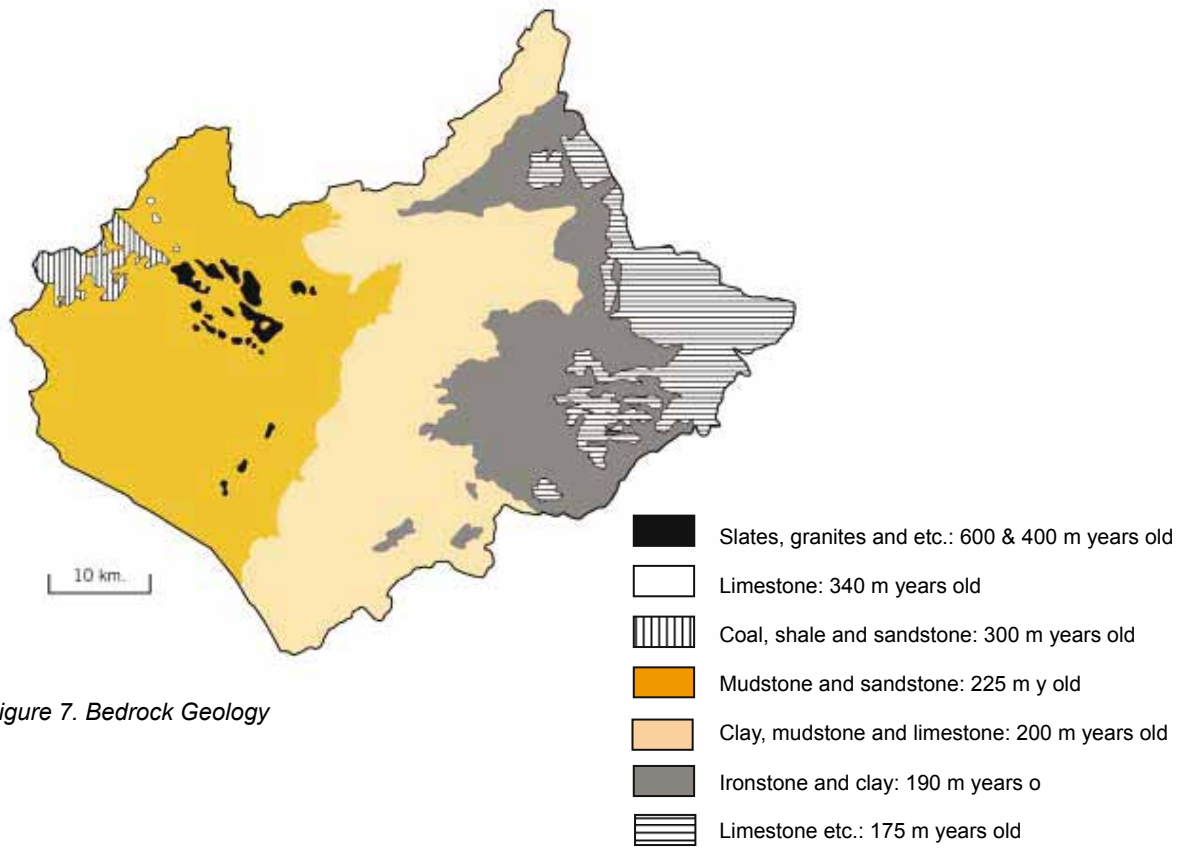 10 km.
igure 7. Bedrock Geology
Slates, granites and etc.: 600 & 400 m years old
Limestone: 340 m years old
Coal, shale and sandstone: 300 m years old
Mudstone and sandstone: 225 m y old
Clay, mudstone and limestone: 200 m years old
Ironstone and clay: 190 m years o
Limestone etc.: 175 m years old